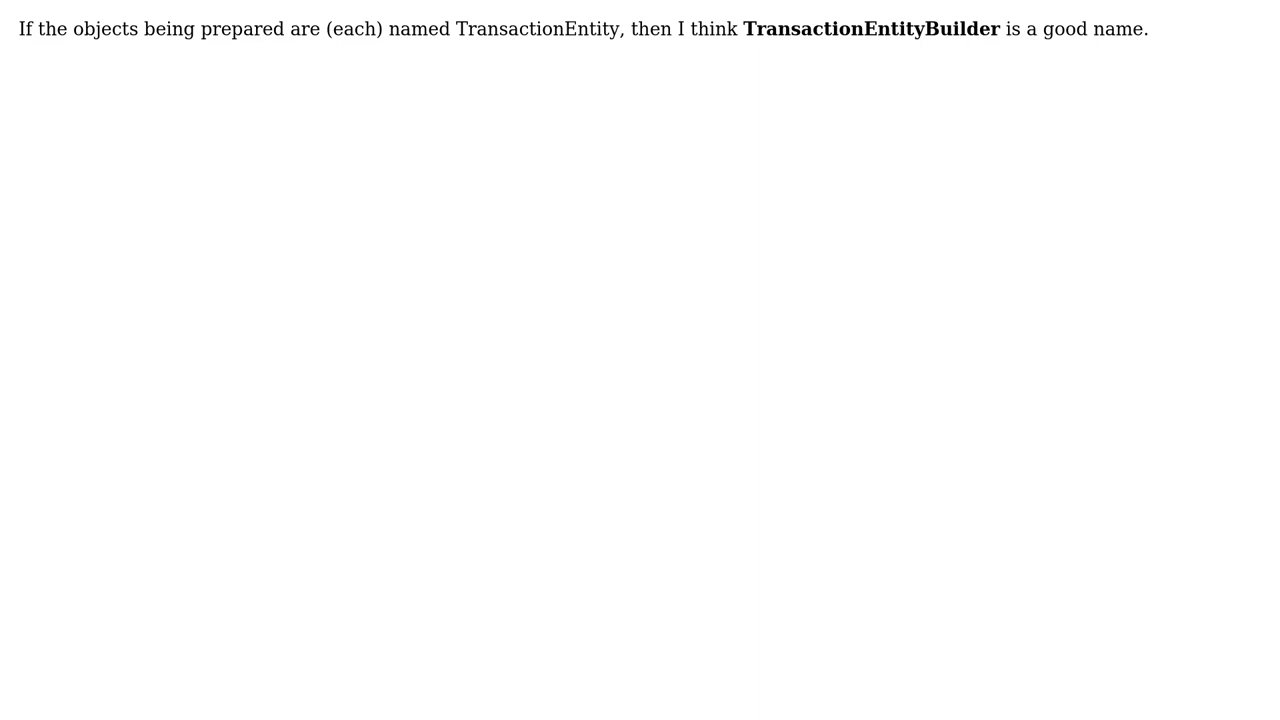 If the objects being prepared are (each) named TransactionEntity, then I think TransactionEntityBuilder is a good name.